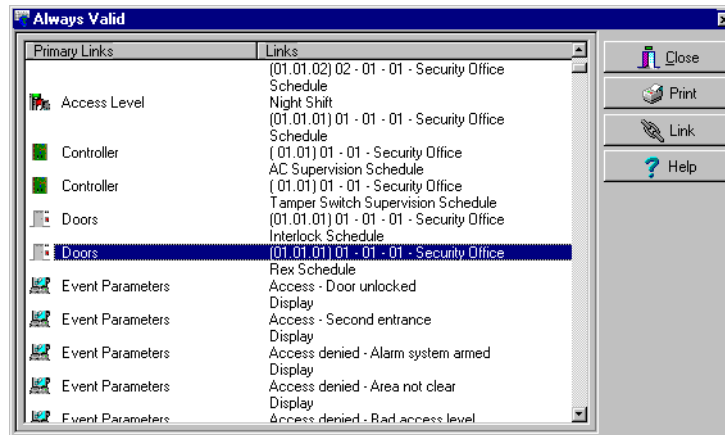 Always Valid
Primary Links Links
(01.01.02) 02 - 01 - 01 - Security Office
Schedule
Access Level Night Shift
(01.01.01) 01 - 01 - 01 - Security Office
Schedule
Controller ( 01.01) 01 - 01 - Security Office
AC Supervision Schedule
Controller ( 01.01) 01 - 01 - Security Office
Tamper Switch Supervision Schedule
Doors (01.01.01) 01 - 01 - 01 - Security Office
Interlock Schedule
Doors (01.01.01) 01 - 01 - 01 - Security Office
Rex Schedule
Event Parameters Access - Door unlocked
Display
Event Parameters Access - Second entrance
Display
Event Parameters Access denied - Alarm system armed
Display
Event Parameters Access denied - Area not clear
Display
Event Parameters Access denied - Bad access level
Close
Print
Link
Help